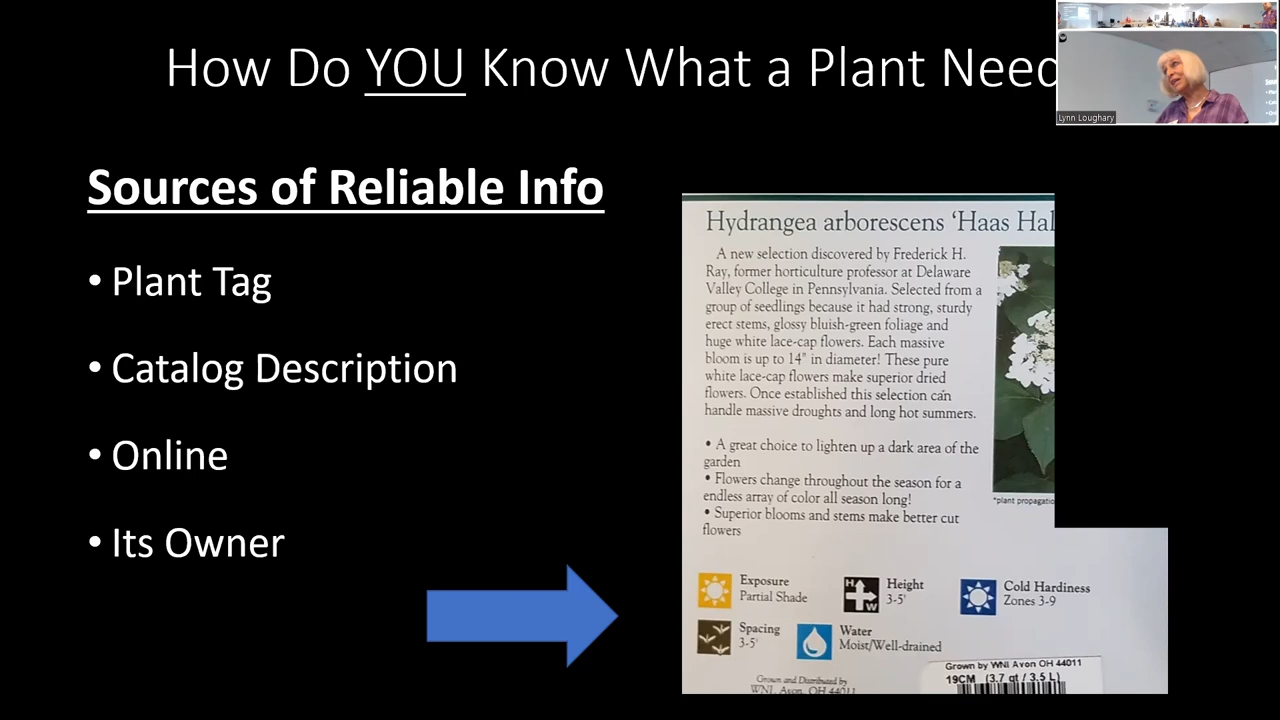 How Do YOU Know What a Plant Need
Lynn Loughary
Sources of Reliable Info
• Plant Tag
• Catalog Description
• Online
• Its Owner
Hydrangea arborescens ‘Haas Hal
A new selection discovered by Frederick H.
Ray, former horticulture professor at Delaware
Valley College in Pennsylvania. Selected from a
group of seedlings because it had strong, sturdy
erect stems, glossy bluish-green foliage and
huge white lace-cap flowers. Each massive
bloom is up to 14" in diameter! These pure
white lace-cap flowers make superior dried
flowers. Once established this selection can
handle massive droughts and long hot summers.
• A great choice to lighten up a dark area of the
garden
• Flowers change throughout the season for a
endless array of color all season long!
• Superior blooms and stems make better cut
flowers
*plant propagatio
Exposure
Partial Shade
H
W
Height
3-5'
Cold Hardiness
Zones 3-9
Spacing
3-5'
Water
Moist/Well-drained
Grown and Distributed by
WNI, Avon, OH 44011
Grown by WNI Avon OH 44011
19CM (3.7 qt / 3.5 L)